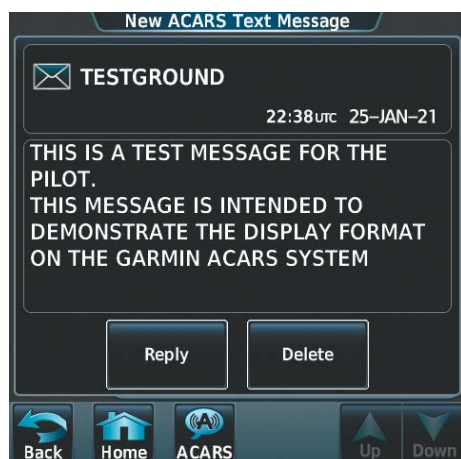 New ACARS Text Message
TESTGROUND
22:38UTC 25-JAN-21
THIS IS A TEST MESSAGE FOR THE
PILOT.
THIS MESSAGE IS INTENDED TO
DEMONSTRATE THE DISPLAY FORMAT
ON THE GARMIN ACARS SYSTEM
Reply Delete
Back Home ACARS Up Down